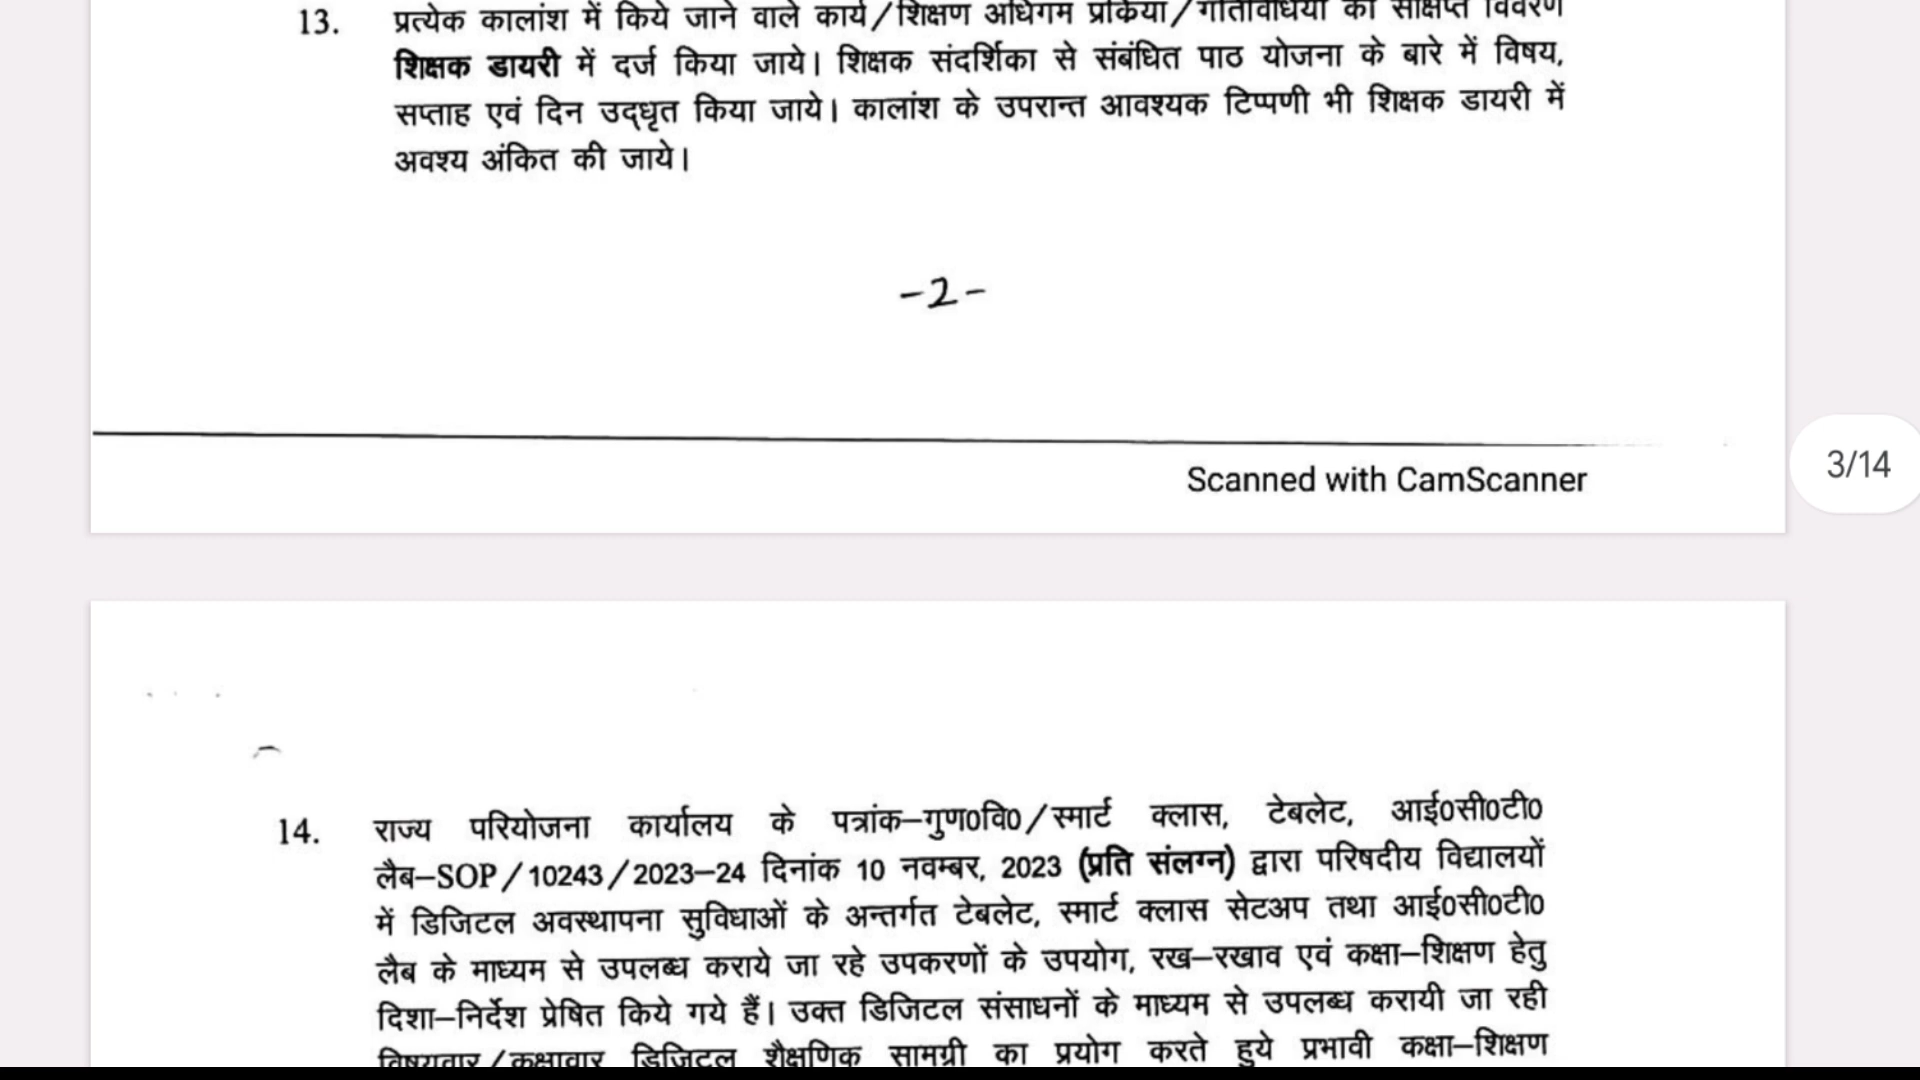 13. प्रत्येक कालांश में किये जाने वाले कार्य/शिक्षण अधिगम प्रकिया/गतिविधियों का संक्षिप्त विवरण
शिक्षक डायरी में दर्ज किया जाये। शिक्षक संदर्शिका से संबंधित पाठ योजना के बारे में विषय,
सप्ताह एवं दिन उद्धृत किया जाये। कालांश के उपरान्त आवश्यक टिप्पणी भी शिक्षक डायरी में
अवश्य अंकित की जाये।
-2-
Scanned with CamScanner
3/14
14. राज्य परियोजना कार्यालय के पत्रांक–गुण0वि0/स्मार्ट क्लास, टेबलेट, आई0सी0टी0
लैब–SOP/10243/2023–24 दिनांक 10 नवम्बर, 2023 (प्रति संलग्न) द्वारा परिषदीय विद्यालयों
में डिजिटल अवस्थापना सुविधाओं के अन्तर्गत टेबलेट, स्मार्ट क्लास सेटअप तथा आई0सी0टी0
लैब के माध्यम से उपलब्ध कराये जा रहे उपकरणों के उपयोग, रख–रखाव एवं कक्षा–शिक्षण हेतु
दिशा–निर्देश प्रेषित किये गये हैं। उक्त डिजिटल संसाधनों के माध्यम से उपलब्ध करायी जा रही
विषयवार/कक्षावार डिजिटल शैक्षणिक सामग्री का प्रयोग करते हुये प्रभावी कक्षा–शिक्षण